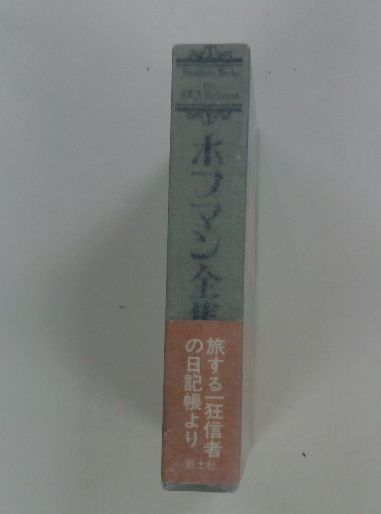 ホフマン全集
旅する一狂信者
の日記帳より
創土社